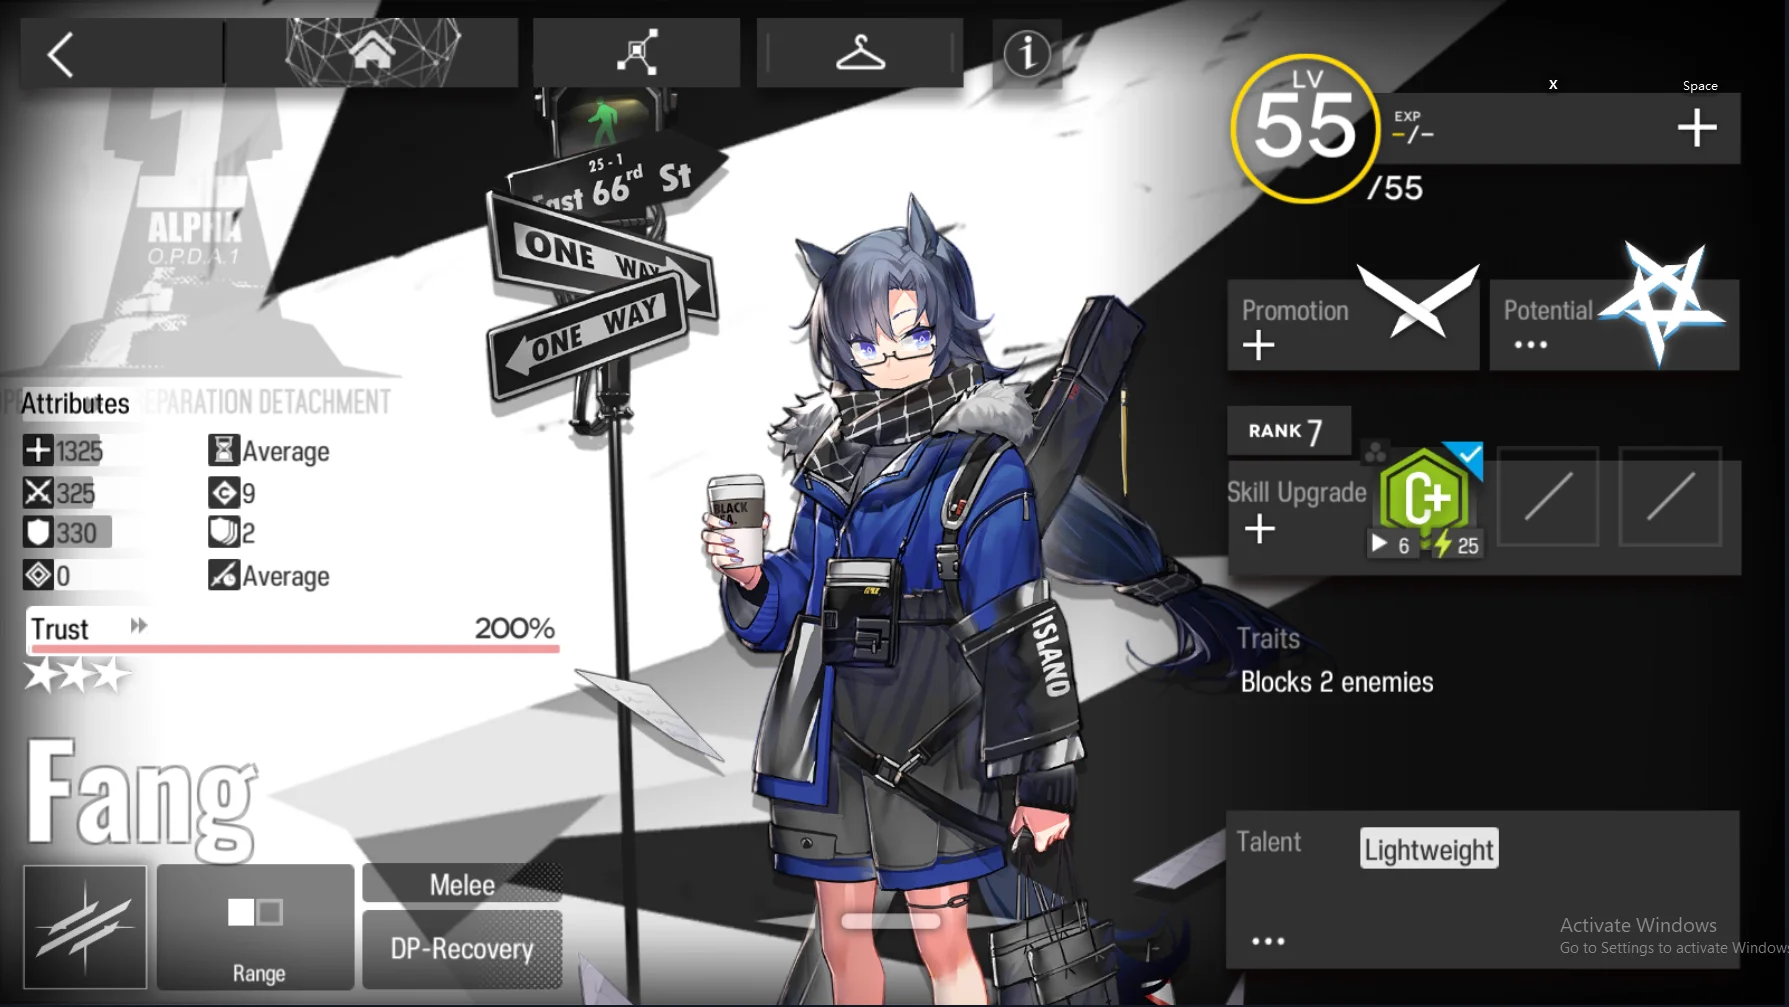 LV
55
/55
EXP
-/-
X
Space
25-1
East 66rd St
ONE WAY
ONE WAY
ALPHA
O.P.D.A.1
PREPARATION DETACHMENT
Attributes
1325
Average
325
9
330
2
0
Average
Trust
200%
Fang
Range
Melee
DP-Recovery
BLACK
ISLAND
Promotion
Potential
RANK 7
Skill Upgrade
C+
6
25
Traits
Blocks 2 enemies
Talent
Lightweight
Activate Windows
Go to Settings to activate Windows